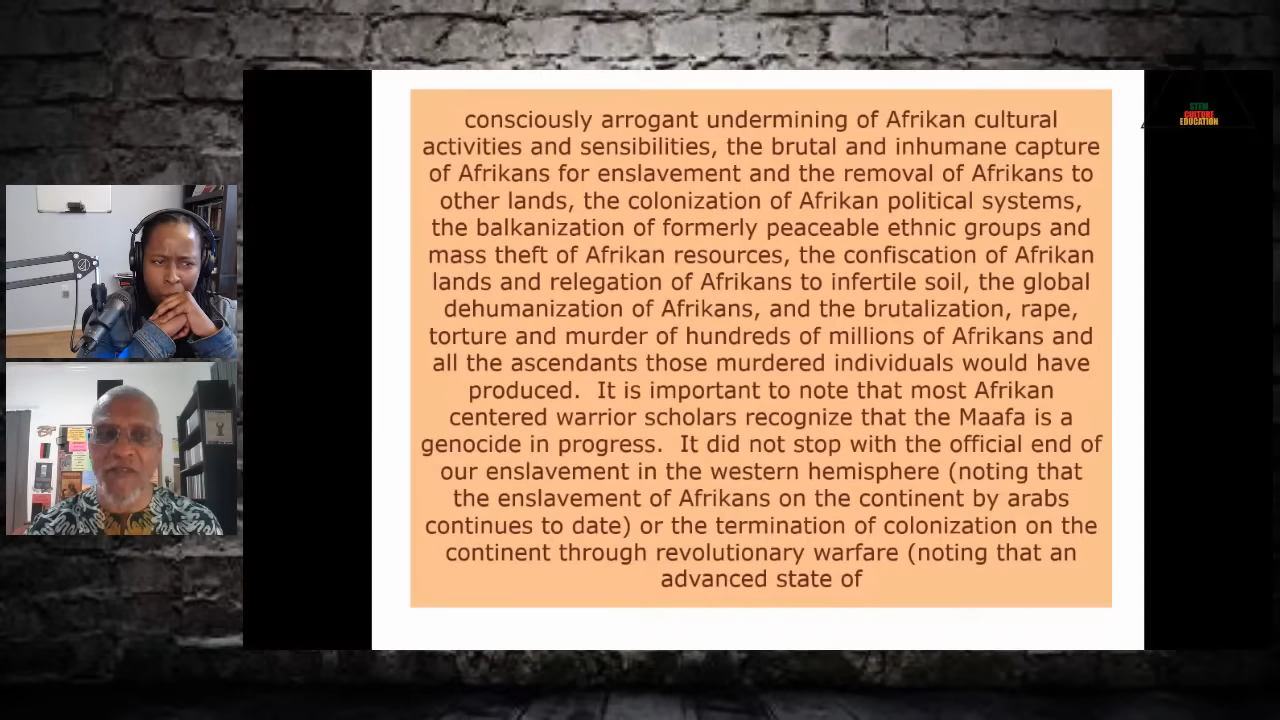 consciously arrogant undermining of Afrikan cultural
activities and sensibilities, the brutal and inhumane capture
of Afrikans for enslavement and the removal of Afrikans to
other lands, the colonization of Afrikan political systems,
the balkanization of formerly peaceable ethnic groups and
mass theft of Afrikan resources, the confiscation of Afrikan
lands and relegation of Afrikans to infertile soil, the global
dehumanization of Afrikans, and the brutalization, rape,
torture and murder of hundreds of millions of Afrikans and
all the ascendants those murdered individuals would have
produced.  It is important to note that most Afrikan
centered warrior scholars recognize that the Maafa is a
genocide in progress.  It did not stop with the official end of
our enslavement in the western hemisphere (noting that
the enslavement of Afrikans on the continent by arabs
continues to date) or the termination of colonization on the
continent through revolutionary warfare (noting that an
advanced state of
STEM
CULTURE
EDUCATION